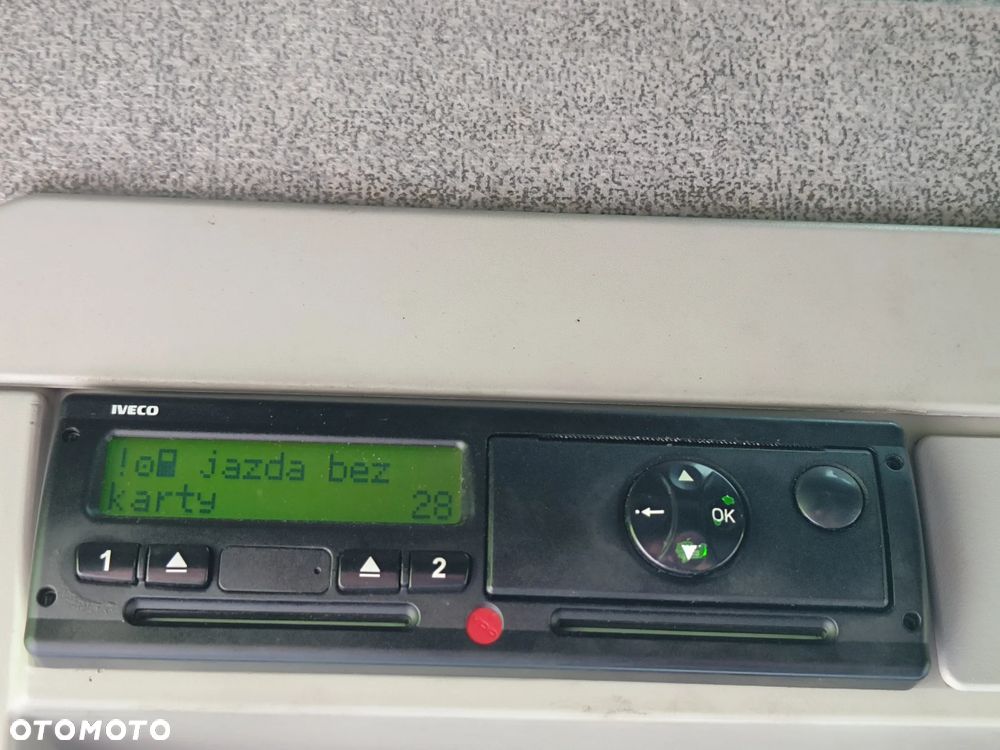 IVECO
! jazda bez
karty 28
1
2
OK
OTOMOTO